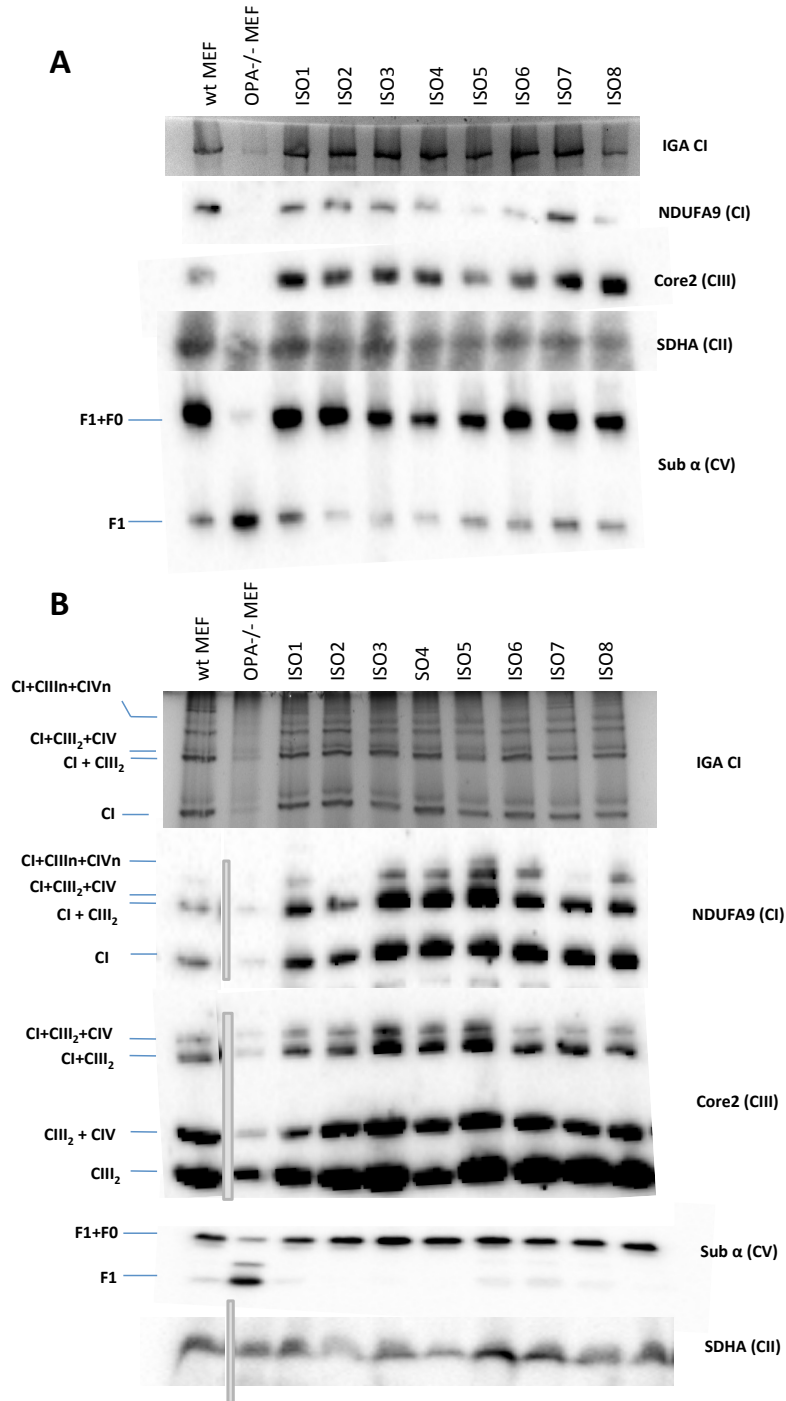 A
wt MEF
OPA-/- MEF
ISO1
ISO2
ISO3
ISO4
ISO5
ISO6
ISO7
ISO8
IGA CI
NDUFA9 (CI)
Core2 (CIII)
SDHA (CII)
F1+F0
Sub α (CV)
F1
B
wt MEF
OPA-/- MEF
ISO1
ISO2
ISO3
SO4
ISO5
ISO6
ISO7
ISO8
CI+CIIIn+CIVn
CI+CIII₂+CIV
CI + CIII₂
IGA CI
CI
CI+CIIIn+CIVn
CI+CIII₂+CIV
CI + CIII₂
NDUFA9 (CI)
CI
CI+CIII₂+CIV
CI+CIII₂
Core2 (CIII)
CIII₂ + CIV
CIII₂
F1+F0
Sub α (CV)
F1
SDHA (CII)